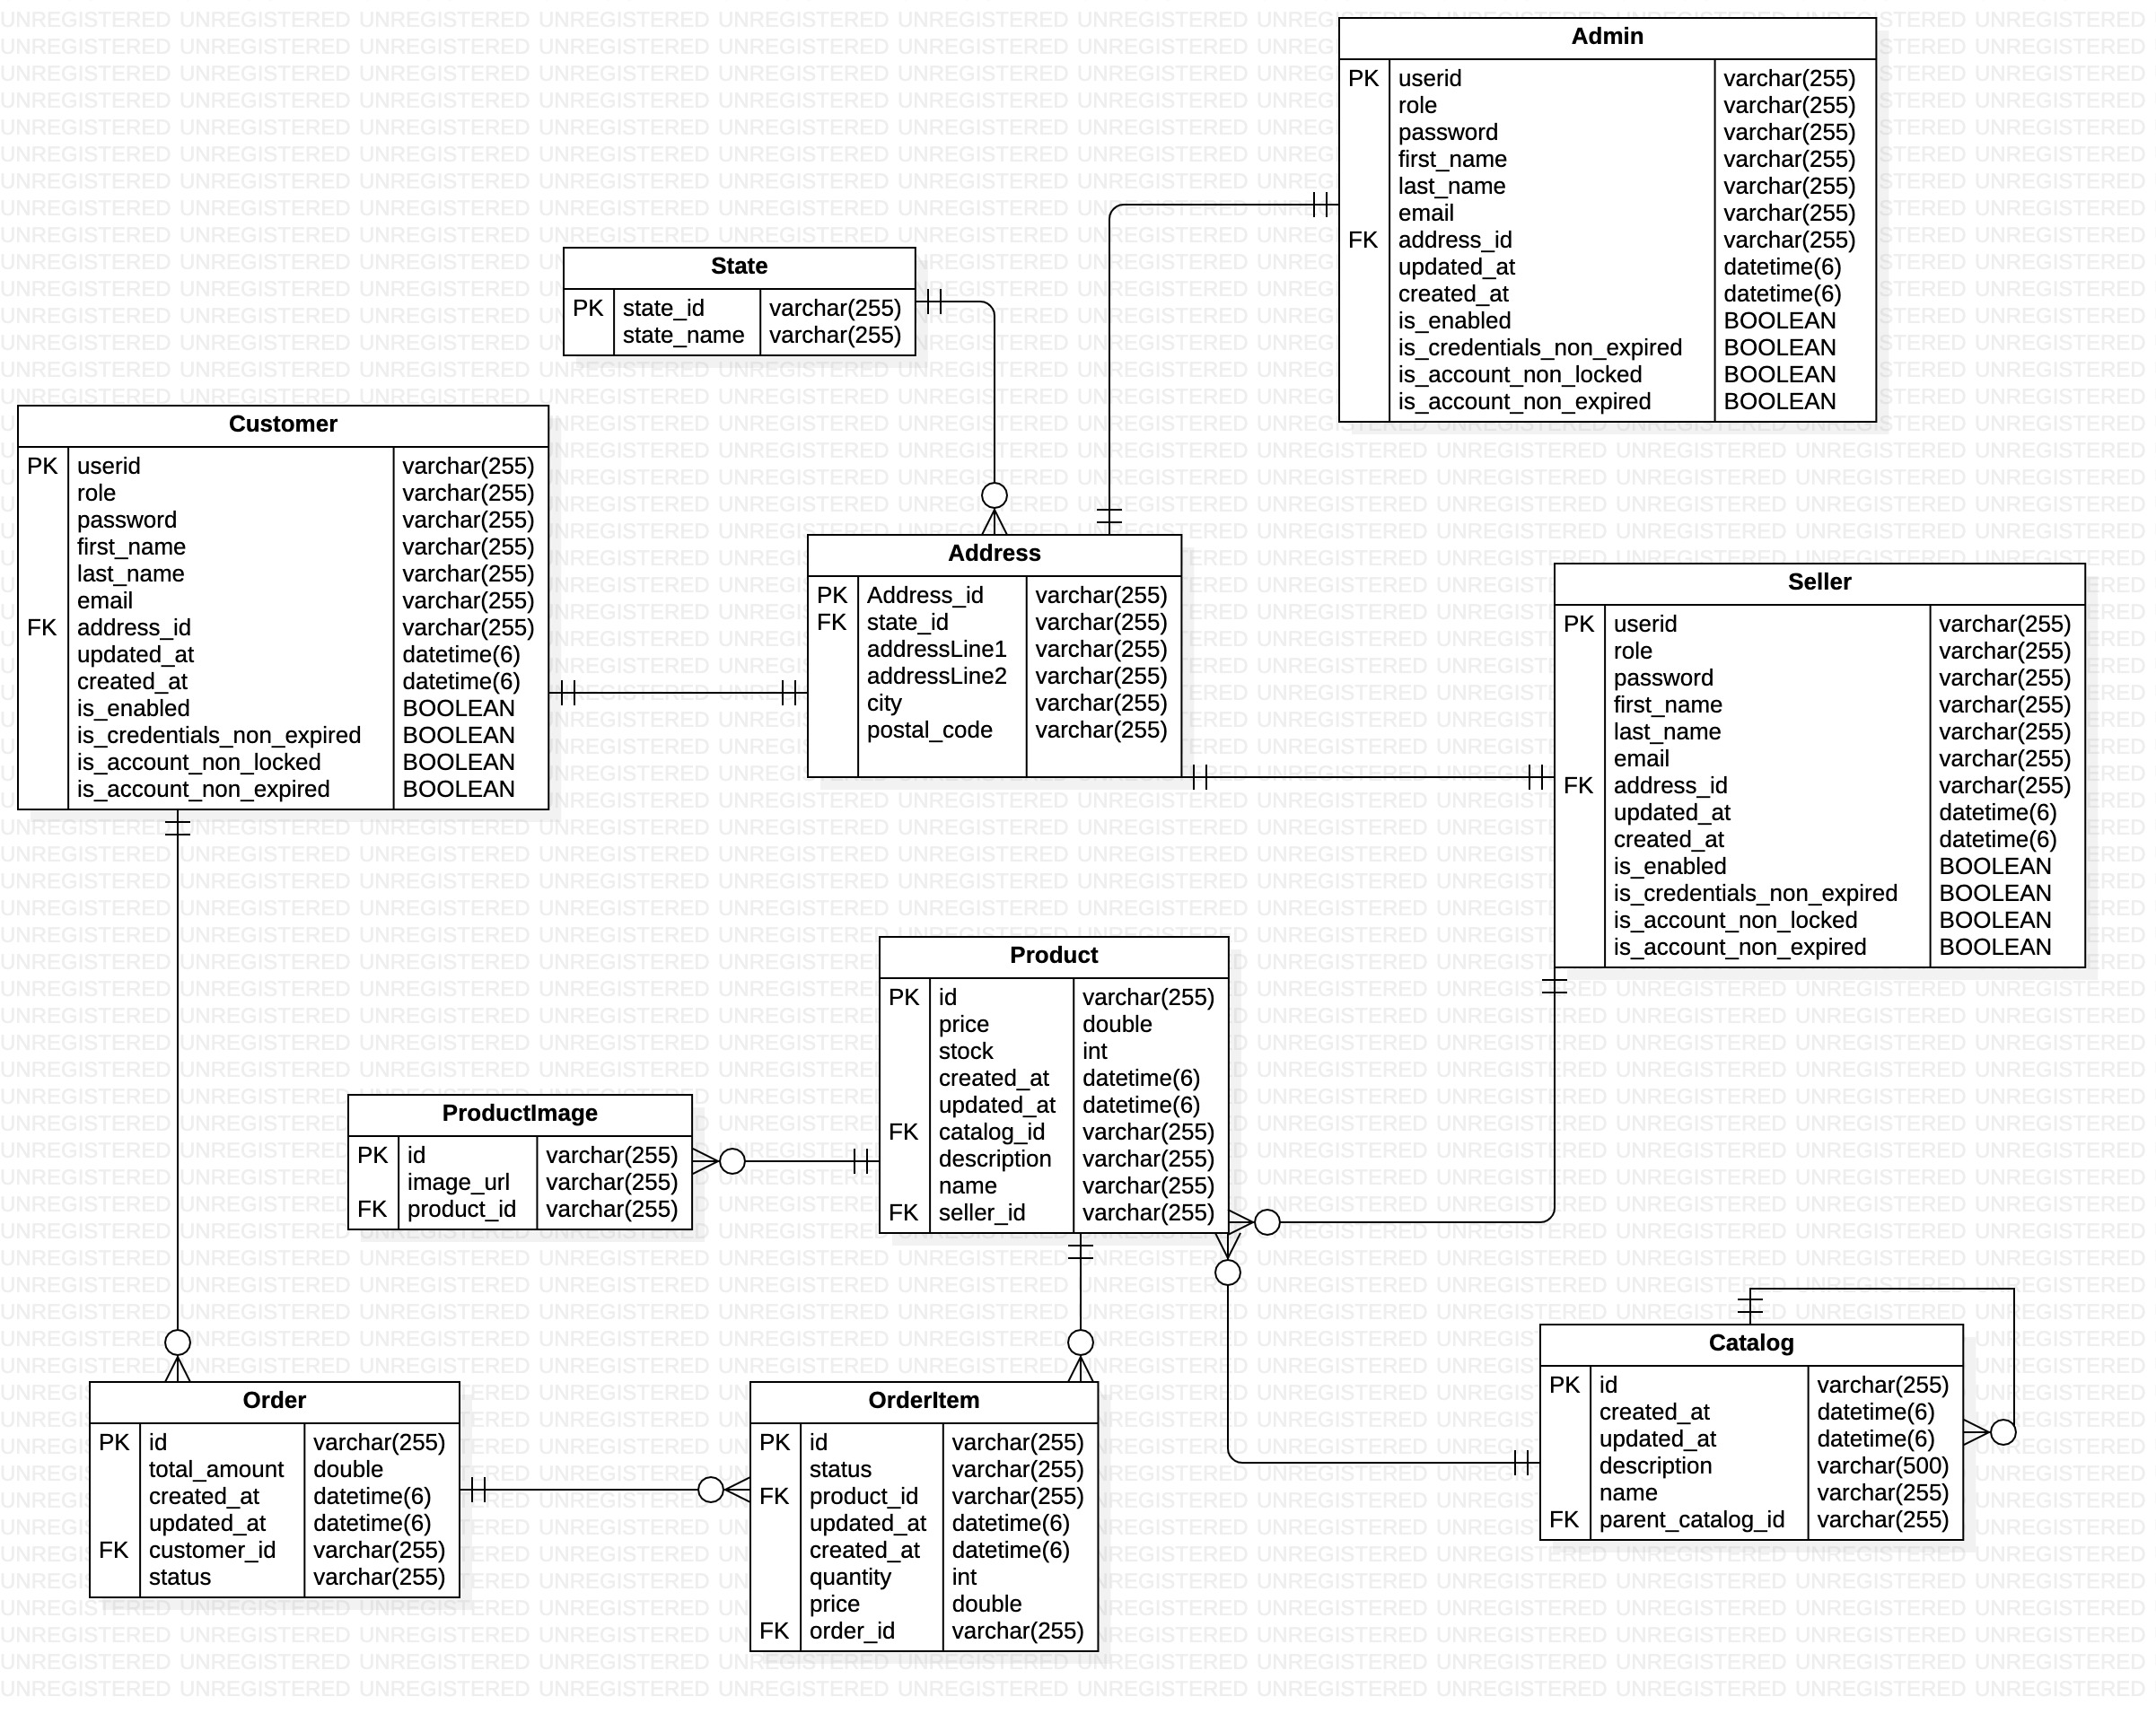 Admin
PK userid varchar(255)
role varchar(255)
password varchar(255)
first_name varchar(255)
last_name varchar(255)
email varchar(255)
FK address_id varchar(255)
updated_at datetime(6)
created_at datetime(6)
is_enabled BOOLEAN
is_credentials_non_expired BOOLEAN
is_account_non_locked BOOLEAN
is_account_non_expired BOOLEAN
State
PK state_id varchar(255)
state_name varchar(255)
Customer
PK userid varchar(255)
role varchar(255)
password varchar(255)
first_name varchar(255)
last_name varchar(255)
email varchar(255)
FK address_id varchar(255)
updated_at datetime(6)
created_at datetime(6)
is_enabled BOOLEAN
is_credentials_non_expired BOOLEAN
is_account_non_locked BOOLEAN
is_account_non_expired BOOLEAN
Address
PK Address_id varchar(255)
FK state_id varchar(255)
addressLine1 varchar(255)
addressLine2 varchar(255)
city varchar(255)
postal_code varchar(255)
Seller
PK userid varchar(255)
role varchar(255)
password varchar(255)
first_name varchar(255)
last_name varchar(255)
email varchar(255)
FK address_id varchar(255)
updated_at datetime(6)
created_at datetime(6)
is_enabled BOOLEAN
is_credentials_non_expired BOOLEAN
is_account_non_locked BOOLEAN
is_account_non_expired BOOLEAN
Product
PK id varchar(255)
price double
stock int
created_at datetime(6)
updated_at datetime(6)
FK catalog_id varchar(255)
description varchar(255)
name varchar(255)
FK seller_id varchar(255)
ProductImage
PK id varchar(255)
image_url varchar(255)
FK product_id varchar(255)
Order
PK id varchar(255)
total_amount double
created_at datetime(6)
updated_at datetime(6)
FK customer_id varchar(255)
status varchar(255)
OrderItem
PK id varchar(255)
status varchar(255)
FK product_id varchar(255)
updated_at datetime(6)
created_at datetime(6)
quantity int
price double
FK order_id varchar(255)
Catalog
PK id varchar(255)
created_at datetime(6)
updated_at datetime(6)
description varchar(500)
name varchar(255)
FK parent_catalog_id varchar(255)
UNREGISTERED